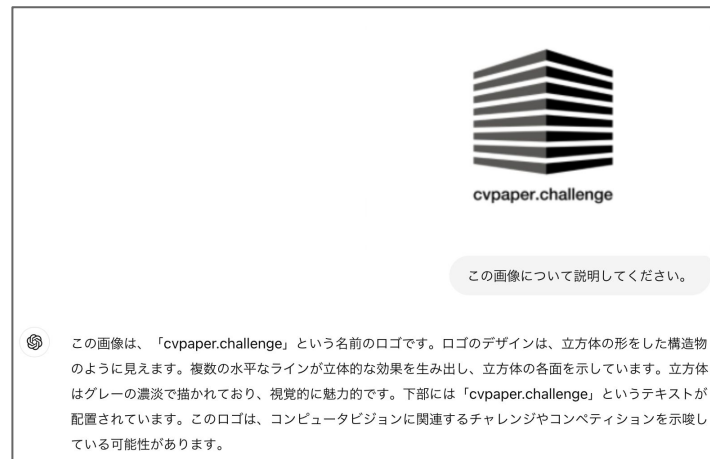 cvpaper.challenge
この画像について説明してください。
この画像は、「cvpaper.challenge」という名前のロゴです。ロゴのデザインは、立方体の形をした構造物
のように見えます。複数の水平なラインが立体的な効果を生み出し、立方体の各面を示しています。立方体
はグレーの濃淡で描かれており、視覚的に魅力的です。下部には「cvpaper.challenge」というテキストが
配置されています。このロゴは、コンピュータビジョンに関連するチャレンジやコンペティションを示唆し
ている可能性があります。